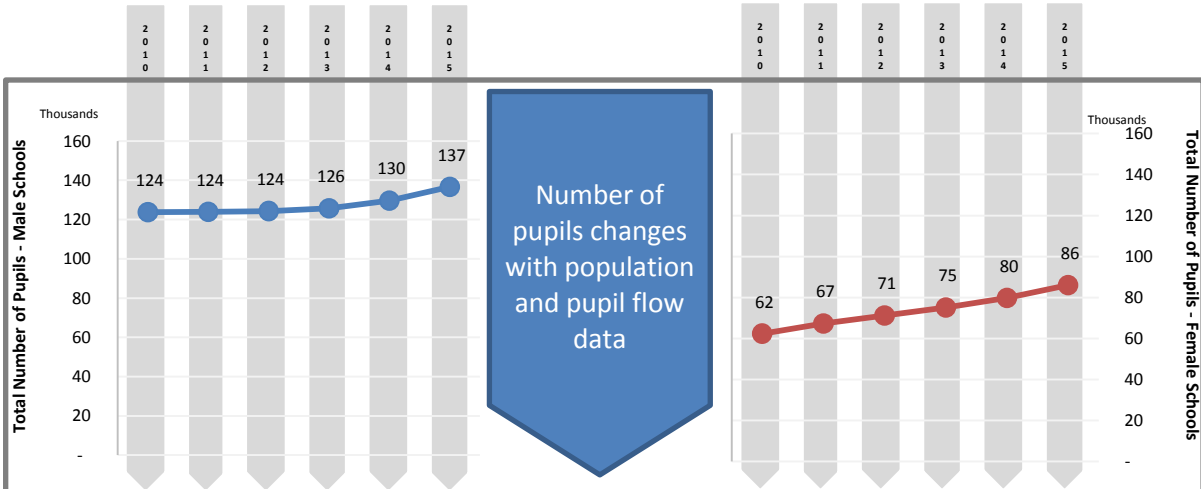 2010 2011 2012 2013 2014 2015
2010 2011 2012 2013 2014 2015
Total Number of Pupils - Male Schools
Thousands
160
140
120
100
80
60
40
20
-
124 124 124 126 130 137
Number of
pupils changes
with population
and pupil flow
data
Thousands
160
140
120
100
80
60
40
20
-
62 67 71 75 80 86
Total Number of Pupils - Female Schools